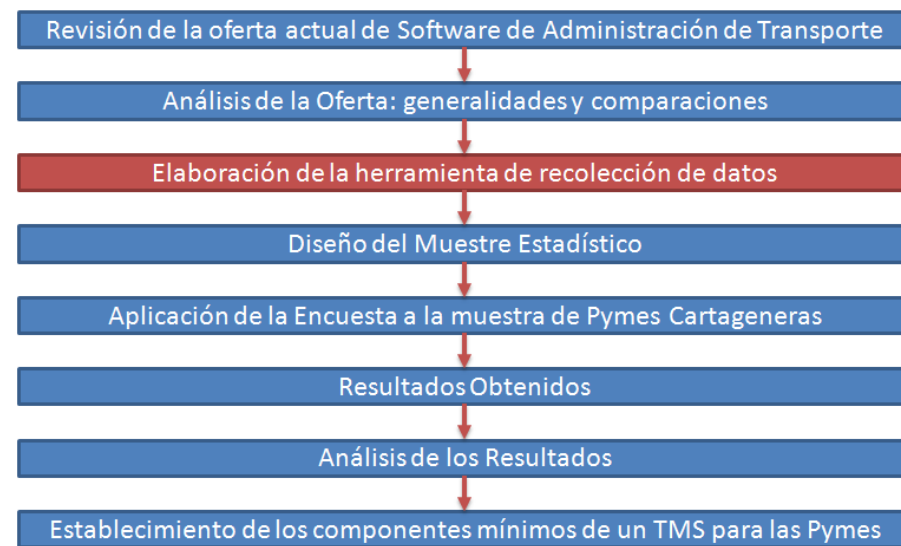 Revisión de la oferta actual de Software de Administración de Transporte
Análisis de la Oferta: generalidades y comparaciones
Elaboración de la herramienta de recolección de datos
Diseño del Muestre Estadístico
Aplicación de la Encuesta a la muestra de Pymes Cartageneras
Resultados Obtenidos
Análisis de los Resultados
Establecimiento de los componentes mínimos de un TMS para las Pymes